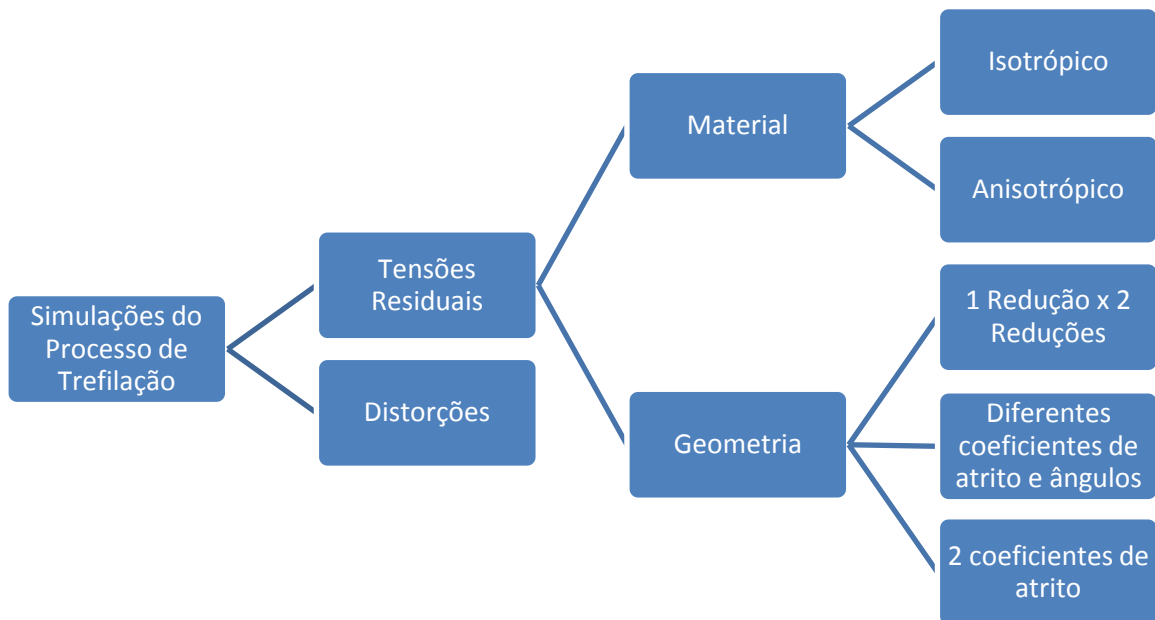 Simulações do
Processo de
Trefilação
Tensões
Residuais
Distorções
Material
Geometria
Isotrópico
Anisotrópico
1 Redução x 2
Reduções
Diferentes
coeficientes de
atrito e ângulos
2 coeficientes de
atrito